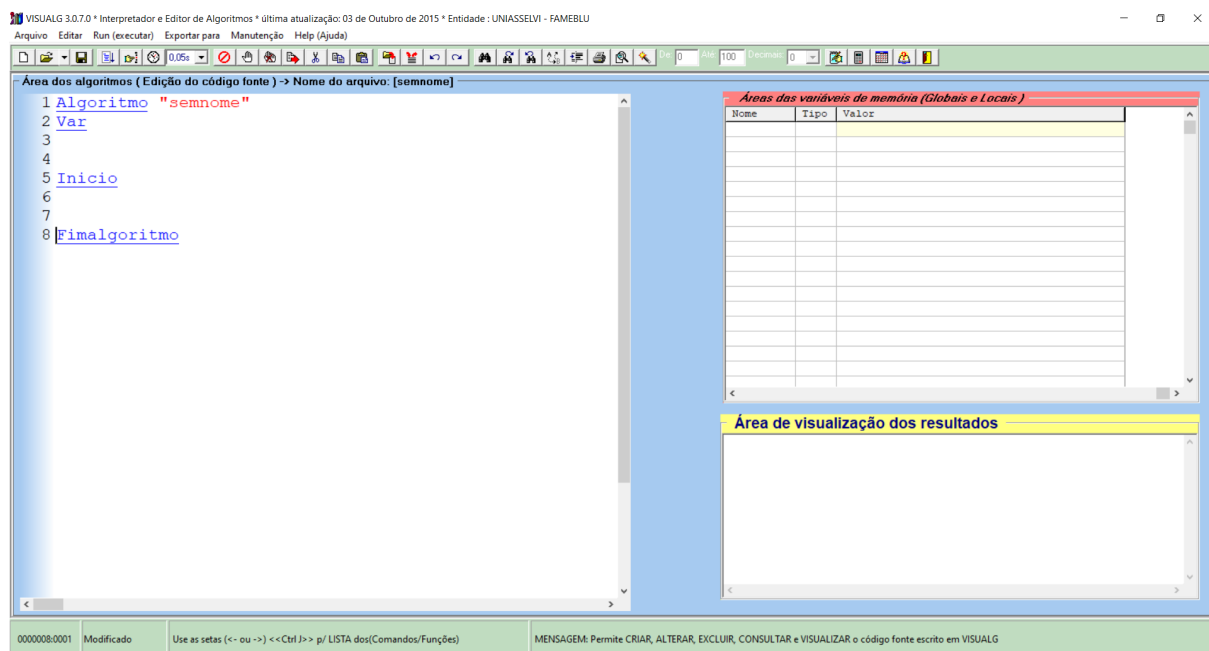 VISUALG 3.0.7.0 * Interpretador e Editor de Algoritmos * última atualização: 03 de Outubro de 2015 * Entidade : UNIASSELVI - FAMEBLU
Arquivo Editar Run (executar) Exportar para Manutenção Help (Ajuda)
0.05s De: 0 Até 100 Decimais: 0
Área dos algoritmos ( Edição do código fonte ) -> Nome do arquivo: [semnome]
1 Algoritmo "semnome"
2 Var
3
4
5 Inicio
6
7
8 Fimalgoritmo
Áreas das variáveis de memória (Globais e Locais )
Nome Tipo Valor
Área de visualização dos resultados
0000008:0001 Modificado Use as setas (<- ou ->) <<Ctrl J>> p/ LISTA dos(Comandos/Funções) MENSAGEM: Permite CRIAR, ALTERAR, EXCLUIR, CONSULTAR e VISUALIZAR o código fonte escrito em VISUALG